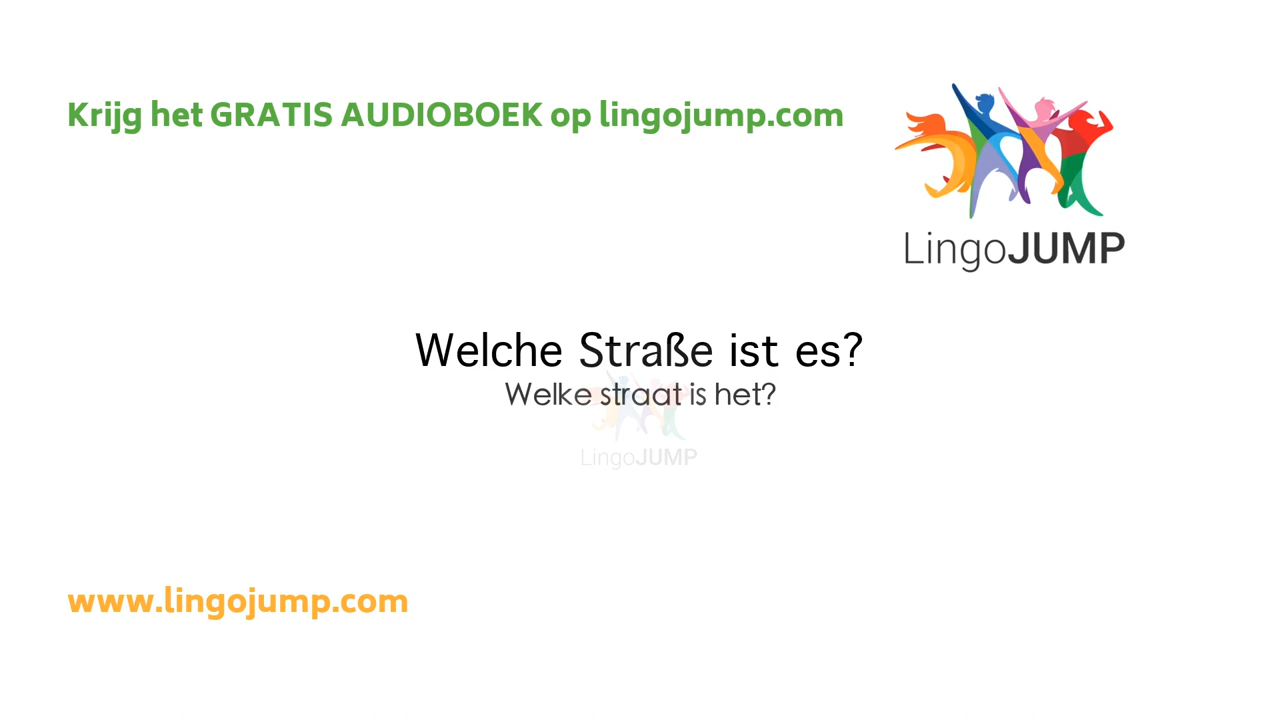 Krijg het GRATIS AUDIOBOEK op lingojump.com
LingoJUMP
Welche Straße ist es?
Welke straat is het?
LingoJUMP
www.lingojump.com